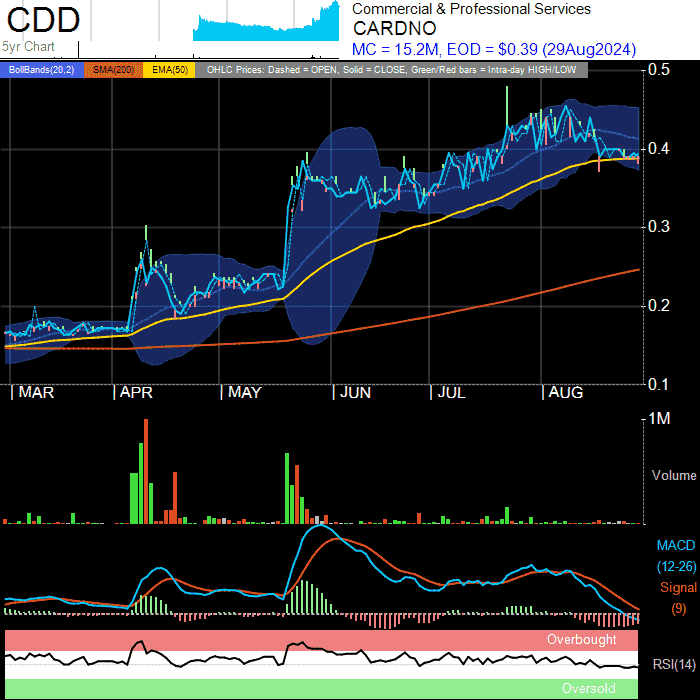 CDD
5yr Chart
Commercial & Professional Services
CARDNO
MC = 15.2M, EOD = $0.39 (29Aug2024)
BollBands(20,2) SMA(200) EMA(50) OHLC Prices: Dashed = OPEN, Solid = CLOSE, Green/Red bars = Intra-day HIGH/LOW
0.5
0.4
0.3
0.2
0.1
MAR APR MAY JUN JUL AUG
1M
Volume
MACD
(12-26)
Signal
(9)
Overbought
RSI(14)
Oversold